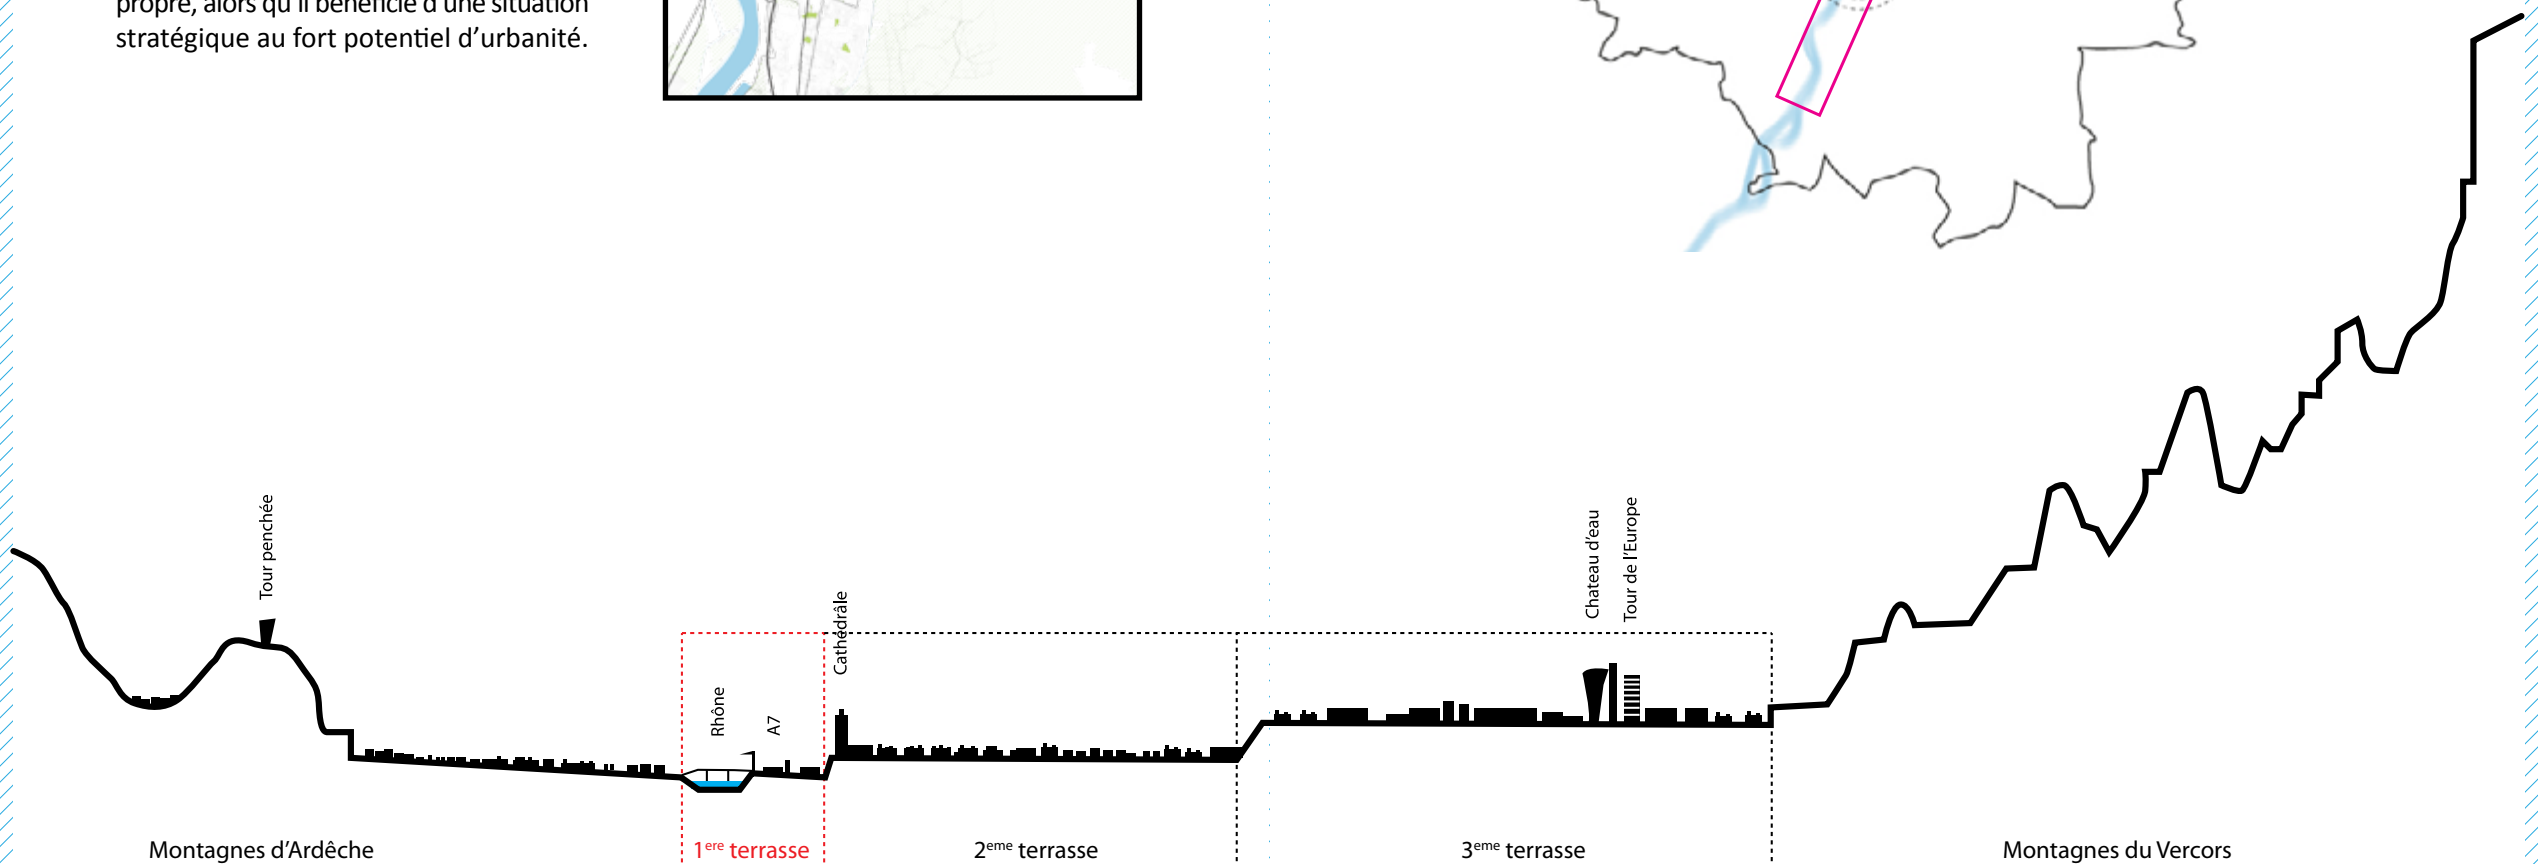 propre, alors qu'il bénéficie d'une situation
stratégique au fort potentiel d'urbanité.
Tour penchée
Rhône
A7
Cathédrâle
Chateau d'eau
Tour de l'Europe
Montagnes d'Ardêche
1ere terrasse
2eme terrasse
3eme terrasse
Montagnes du Vercors